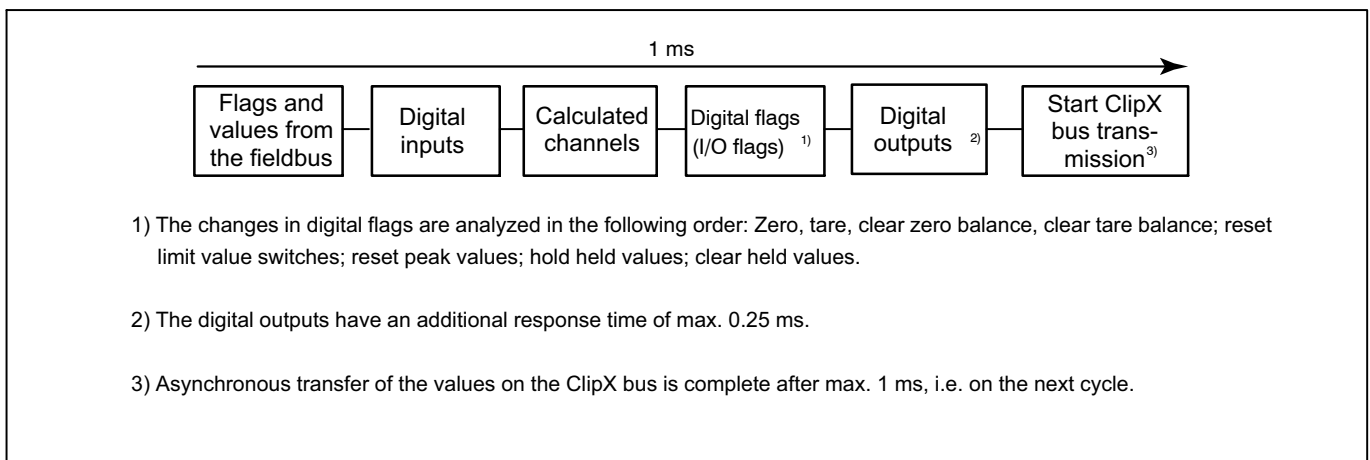 1 ms
Flags and
values from
the fieldbus
Digital
inputs
Calculated
channels
Digital flags
(I/O flags) 1)
Digital
outputs 2)
Start ClipX
bus trans-
mission3)
1) The changes in digital flags are analyzed in the following order: Zero, tare, clear zero balance, clear tare balance; reset
limit value switches; reset peak values; hold held values; clear held values.
2) The digital outputs have an additional response time of max. 0.25 ms.
3) Asynchronous transfer of the values on the ClipX bus is complete after max. 1 ms, i.e. on the next cycle.